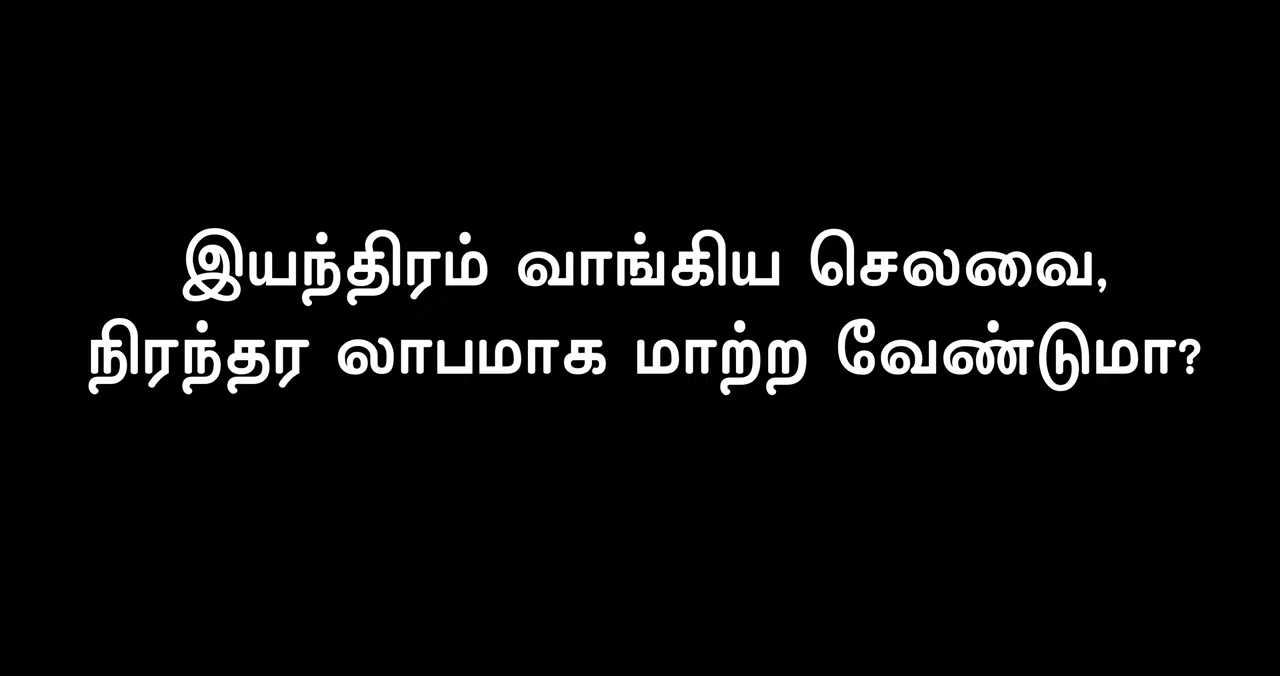 இயந்திரம் வாங்கிய செலவை,
நிரந்தர லாபமாக மாற்ற வேண்டுமா?